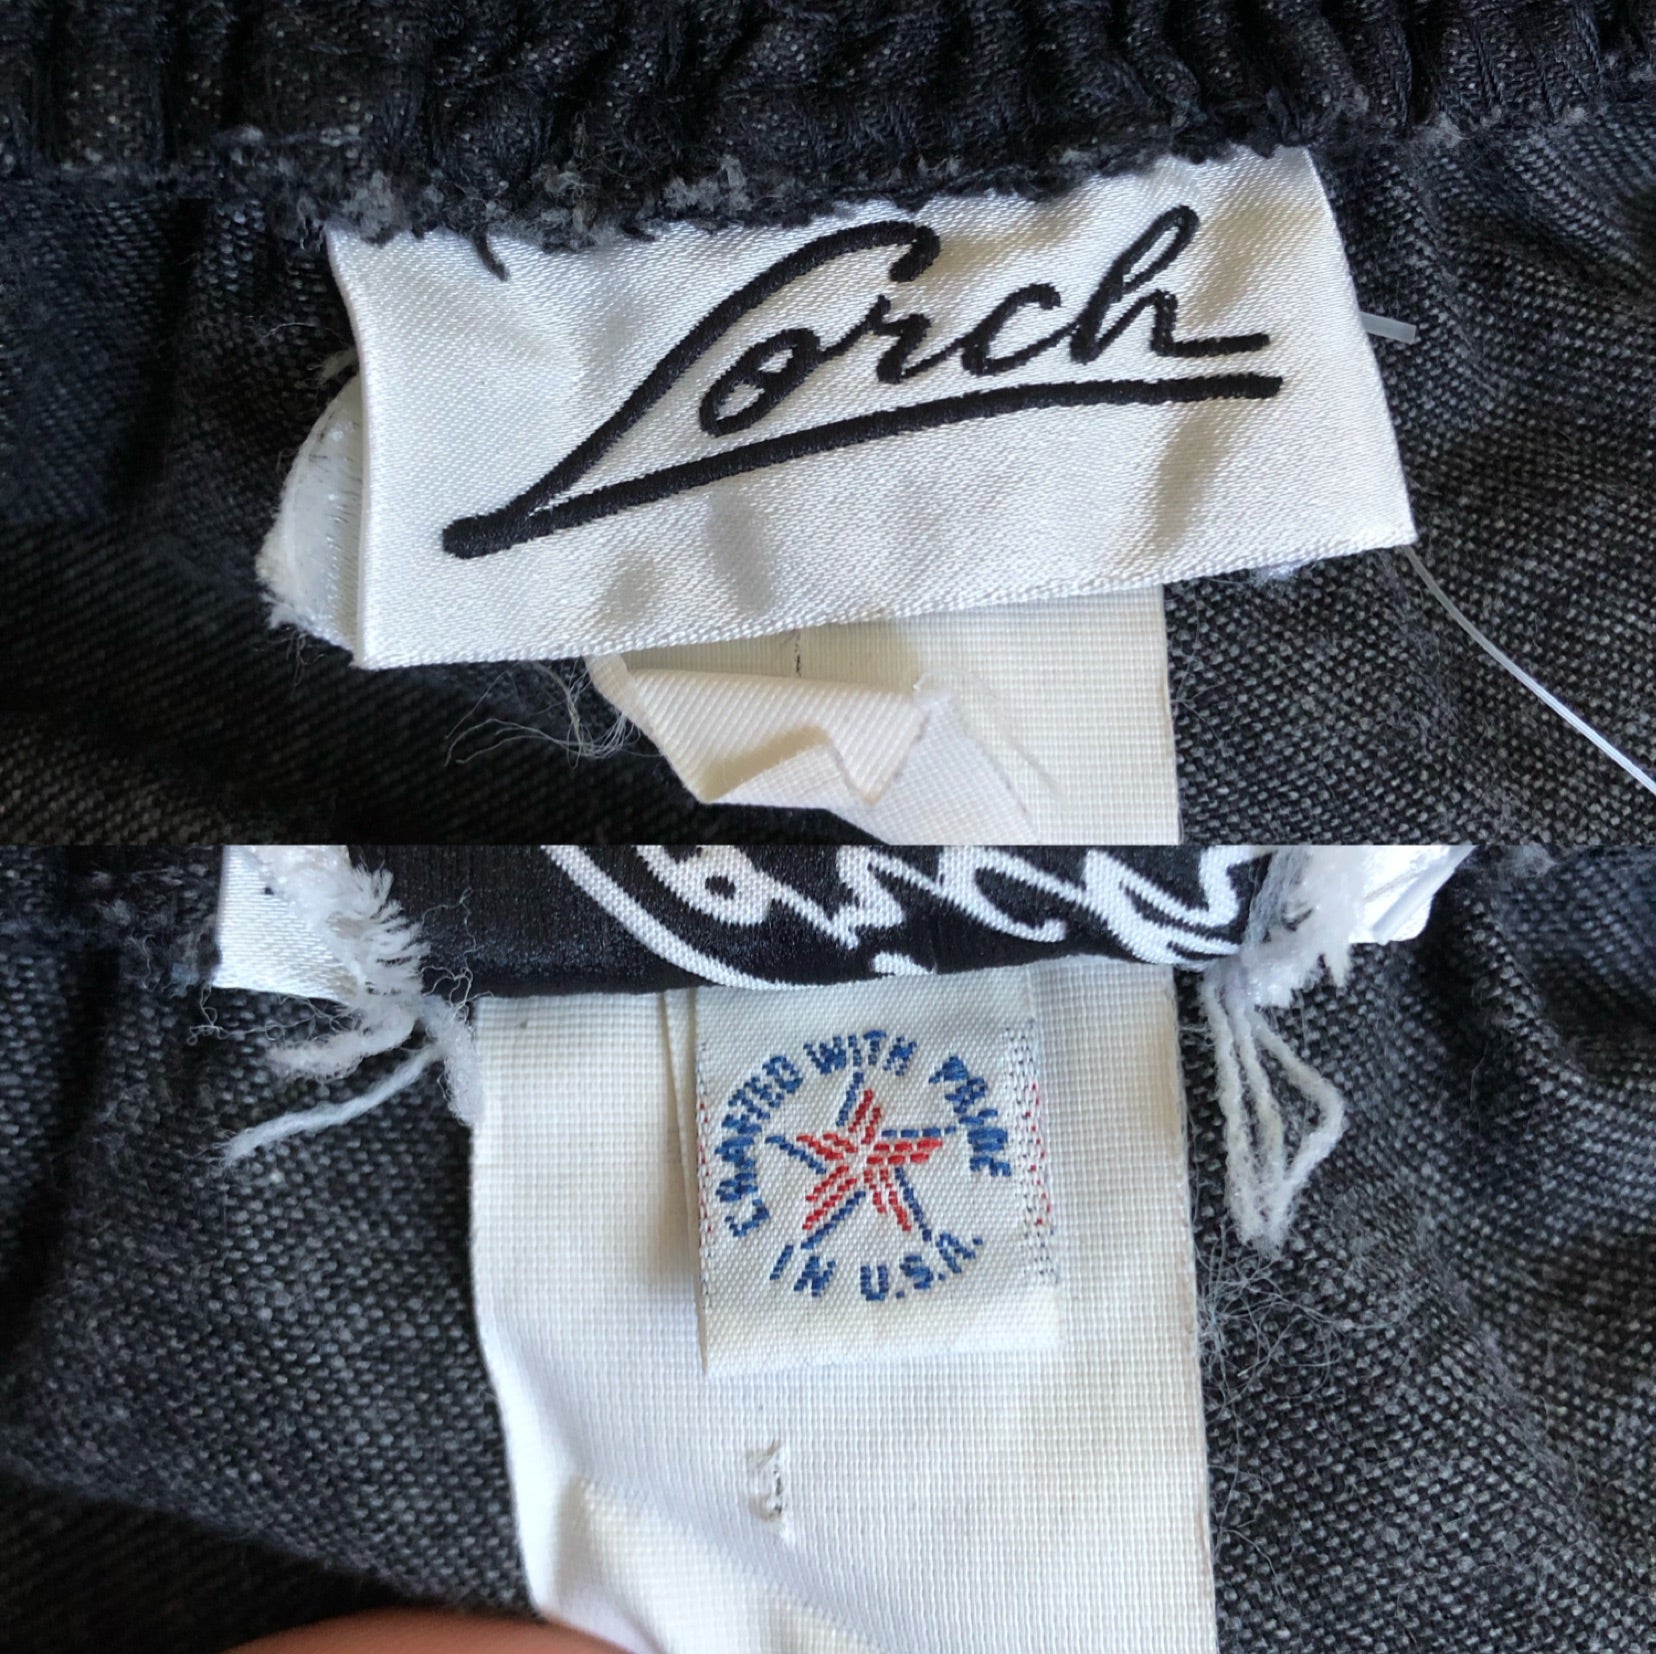 Lorch
CRAFTED WITH PRIDE
IN U.S.A.